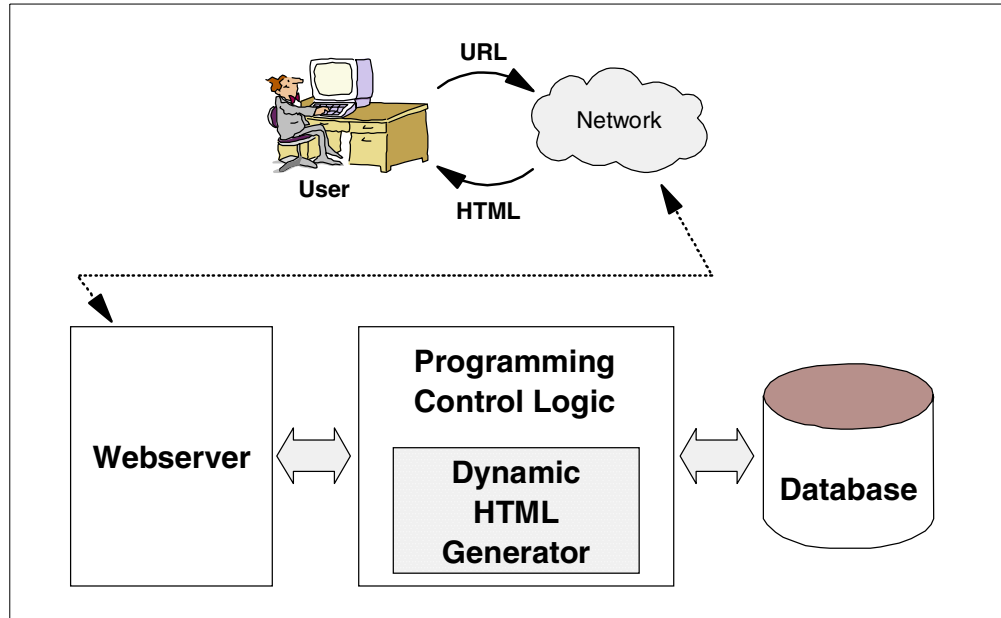 URL
Network
User
HTML
Programming
Control Logic
Webserver
Dynamic
HTML
Generator
Database